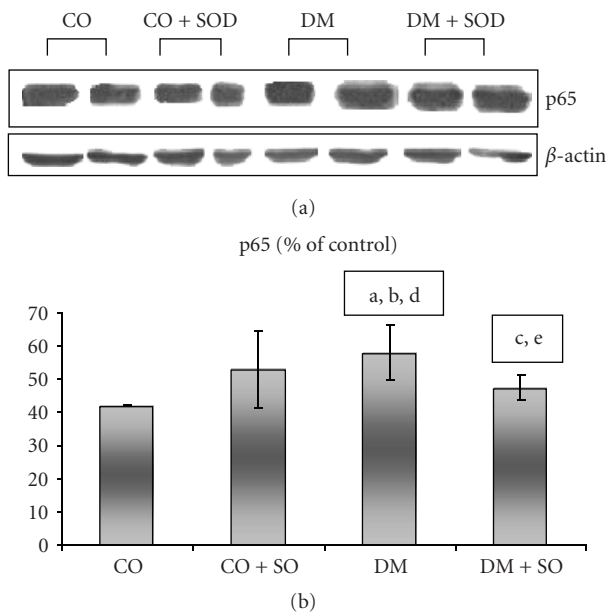 CO CO + SOD DM DM + SOD
p65
β-actin
(a)
p65 (% of control)
70
60
50
40
30
20
10
0
a, b, d
c, e
CO CO + SO DM DM + SO
(b)